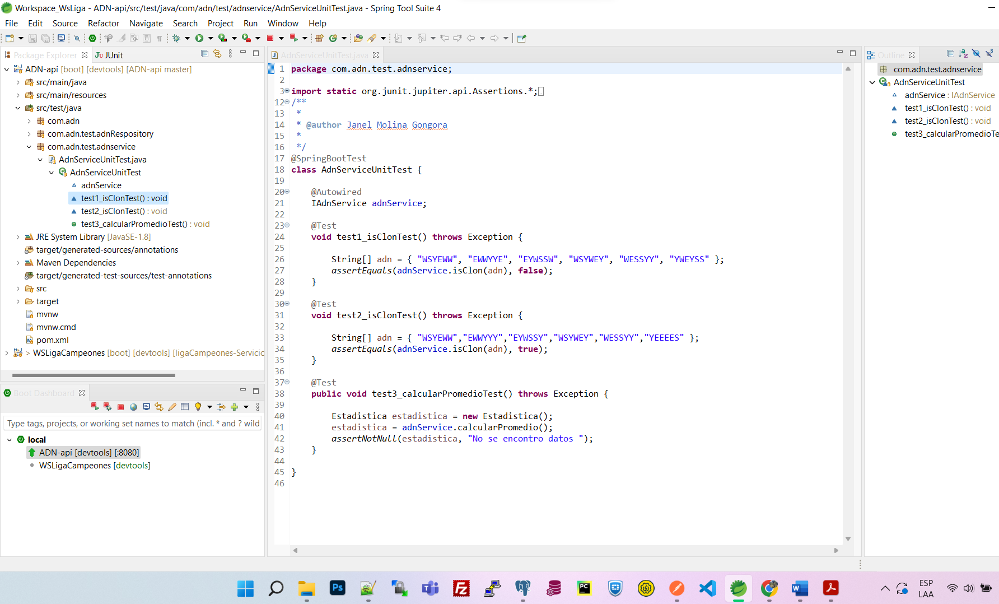 Workspace_WsLiga - ADN-api/src/test/java/com/adn/test/adnservice/AdnServiceUnitTest.java - Spring Tool Suite 4
File Edit Source Refactor Navigate Search Project Run Window Help
Package Explorer JUnit
ADN-api [boot] [devtools] [ADN-api master]
src/main/java
src/main/resources
src/test/java
com.adn
com.adn.test.adnRespository
com.adn.test.adnservice
AdnServiceUnitTest.java
AdnServiceUnitTest
adnService
test1_isClonTest() : void
test2_isClonTest() : void
test3_calcularPromedioTest() : void
JRE System Library [JavaSE-1.8]
target/generated-sources/annotations
Maven Dependencies
target/generated-test-sources/test-annotations
src
target
mvnw
mvnw.cmd
pom.xml
> WSLigaCampeones [boot] [devtools] [ligaCampeones-Servicio
Boot Dashboard
Type tags, projects, or working set names to match (incl. * and ? wild
local
ADN-api [devtools] [:8080]
WSLigaCampeones [devtools]
AdnServiceUnitTest.java
1 package com.adn.test.adnservice;
2
3 import static org.junit.jupiter.api.Assertions.*;
12 /**
13 *
14 * @author Janel Molina Gongora
15 *
16 */
17 @SpringBootTest
18 class AdnServiceUnitTest {
19
20 @Autowired
21 IAdnService adnService;
22
23 @Test
24 void test1_isClonTest() throws Exception {
25
26 String[] adn = { "WSYEWW", "EWWYYE", "EYWSSW", "WSYWEY", "WESSYY", "YWEYSS" };
27 assertEquals(adnService.isClon(adn), false);
28 }
29
30 @Test
31 void test2_isClonTest() throws Exception {
32
33 String[] adn = { "WSYEWW","EWWYYY","EYWSSY","WSYWEY","WESSYY","YEEEES" };
34 assertEquals(adnService.isClon(adn), true);
35 }
36
37 @Test
38 public void test3_calcularPromedioTest() throws Exception {
39
40 Estadistica estadistica = new Estadistica();
41 estadistica = adnService.calcularPromedio();
42 assertNotNull(estadistica, "No se encontro datos ");
43 }
44
45 }
46
Outline
com.adn.test.adnservice
AdnServiceUnitTest
adnService : IAdnService
test1_isClonTest() : void
test2_isClonTest() : void
test3_calcularPromedioTe
Ps
PC
ESP
LAA